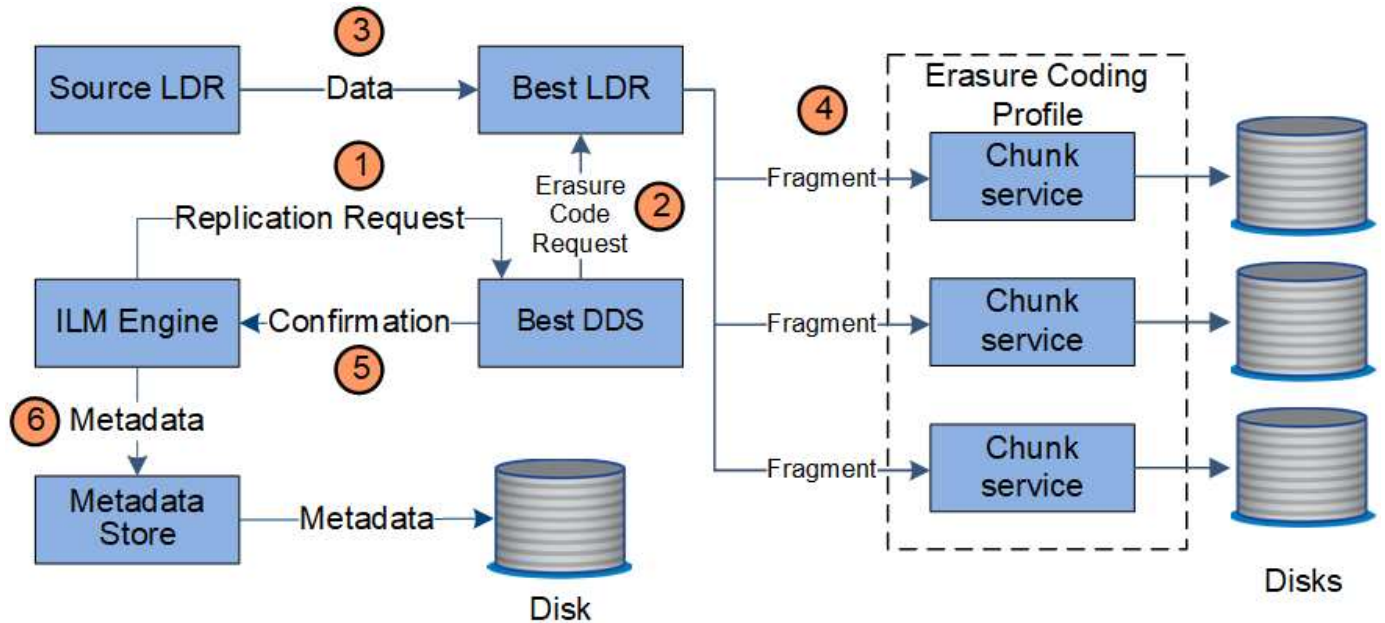 3
Source LDR
Data
Best LDR
4
Erasure Coding
Profile
Chunk
service
Fragment
1
Replication Request
Erasure
Code
Request
2
ILM Engine
Confirmation
Best DDS
5
Fragment
Chunk
service
6
Metadata
Metadata
Store
Metadata
Disk
Fragment
Chunk
service
Disks